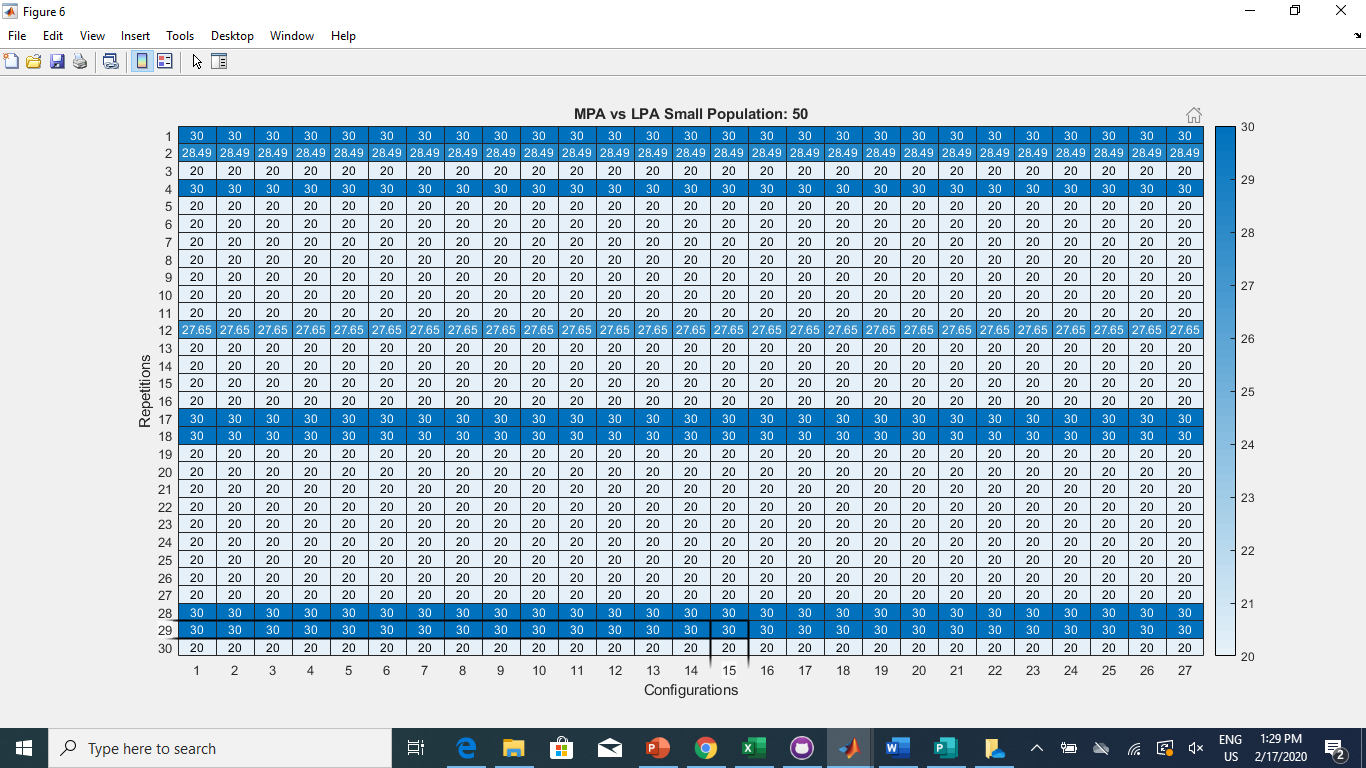 Figure 6
File Edit View Insert Tools Desktop Window Help
MPA vs LPA Small Population: 50
1 30 30 30 30 30 30 30 30 30 30 30 30 30 30 30 30 30 30 30 30 30 30 30 30 30 30 30 30
2 28.49 28.49 28.49 28.49 28.49 28.49 28.49 28.49 28.49 28.49 28.49 28.49 28.49 28.49 28.49 28.49 28.49 28.49 28.49 28.49 28.49 28.49 28.49 28.49 28.49 28.49 28.49
3 20 20 20 20 20 20 20 20 20 20 20 20 20 20 20 20 20 20 20 20 20 20 20 20 20 20 20 29
4 30 30 30 30 30 30 30 30 30 30 30 30 30 30 30 30 30 30 30 30 30 30 30 30 30 30 30
5 20 20 20 20 20 20 20 20 20 20 20 20 20 20 20 20 20 20 20 20 20 20 20 20 20 20 20
6 20 20 20 20 20 20 20 20 20 20 20 20 20 20 20 20 20 20 20 20 20 20 20 20 20 20 20 28
7 20 20 20 20 20 20 20 20 20 20 20 20 20 20 20 20 20 20 20 20 20 20 20 20 20 20 20
8 20 20 20 20 20 20 20 20 20 20 20 20 20 20 20 20 20 20 20 20 20 20 20 20 20 20 20
9 20 20 20 20 20 20 20 20 20 20 20 20 20 20 20 20 20 20 20 20 20 20 20 20 20 20 20 27
10 20 20 20 20 20 20 20 20 20 20 20 20 20 20 20 20 20 20 20 20 20 20 20 20 20 20 20
11 20 20 20 20 20 20 20 20 20 20 20 20 20 20 20 20 20 20 20 20 20 20 20 20 20 20 20
12 27.65 27.65 27.65 27.65 27.65 27.65 27.65 27.65 27.65 27.65 27.65 27.65 27.65 27.65 27.65 27.65 27.65 27.65 27.65 27.65 27.65 27.65 27.65 27.65 27.65 27.65 27.65 26
13 20 20 20 20 20 20 20 20 20 20 20 20 20 20 20 20 20 20 20 20 20 20 20 20 20 20 20
14 20 20 20 20 20 20 20 20 20 20 20 20 20 20 20 20 20 20 20 20 20 20 20 20 20 20 20
15 20 20 20 20 20 20 20 20 20 20 20 20 20 20 20 20 20 20 20 20 20 20 20 20 20 20 20 25
16 20 20 20 20 20 20 20 20 20 20 20 20 20 20 20 20 20 20 20 20 20 20 20 20 20 20 20
17 30 30 30 30 30 30 30 30 30 30 30 30 30 30 30 30 30 30 30 30 30 30 30 30 30 30 30
18 30 30 30 30 30 30 30 30 30 30 30 30 30 30 30 30 30 30 30 30 30 30 30 30 30 30 30 24
19 20 20 20 20 20 20 20 20 20 20 20 20 20 20 20 20 20 20 20 20 20 20 20 20 20 20 20
20 20 20 20 20 20 20 20 20 20 20 20 20 20 20 20 20 20 20 20 20 20 20 20 20 20 20 20
21 20 20 20 20 20 20 20 20 20 20 20 20 20 20 20 20 20 20 20 20 20 20 20 20 20 20 20 23
22 20 20 20 20 20 20 20 20 20 20 20 20 20 20 20 20 20 20 20 20 20 20 20 20 20 20 20
23 20 20 20 20 20 20 20 20 20 20 20 20 20 20 20 20 20 20 20 20 20 20 20 20 20 20 20
24 20 20 20 20 20 20 20 20 20 20 20 20 20 20 20 20 20 20 20 20 20 20 20 20 20 20 20 22
25 20 20 20 20 20 20 20 20 20 20 20 20 20 20 20 20 20 20 20 20 20 20 20 20 20 20 20
26 20 20 20 20 20 20 20 20 20 20 20 20 20 20 20 20 20 20 20 20 20 20 20 20 20 20 20
27 20 20 20 20 20 20 20 20 20 20 20 20 20 20 20 20 20 20 20 20 20 20 20 20 20 20 20 21
28 30 30 30 30 30 30 30 30 30 30 30 30 30 30 30 30 30 30 30 30 30 30 30 30 30 30 30
29 30 30 30 30 30 30 30 30 30 30 30 30 30 30 30 30 30 30 30 30 30 30 30 30 30 30 30
30 20 20 20 20 20 20 20 20 20 20 20 20 20 20 20 20 20 20 20 20 20 20 20 20 20 20 20 20
1 2 3 4 5 6 7 8 9 10 11 12 13 14 15 16 17 18 19 20 21 22 23 24 25 26 27
Repetitions
Configurations
Type here to search
ENG 1:29 PM
US 2/17/2020
2